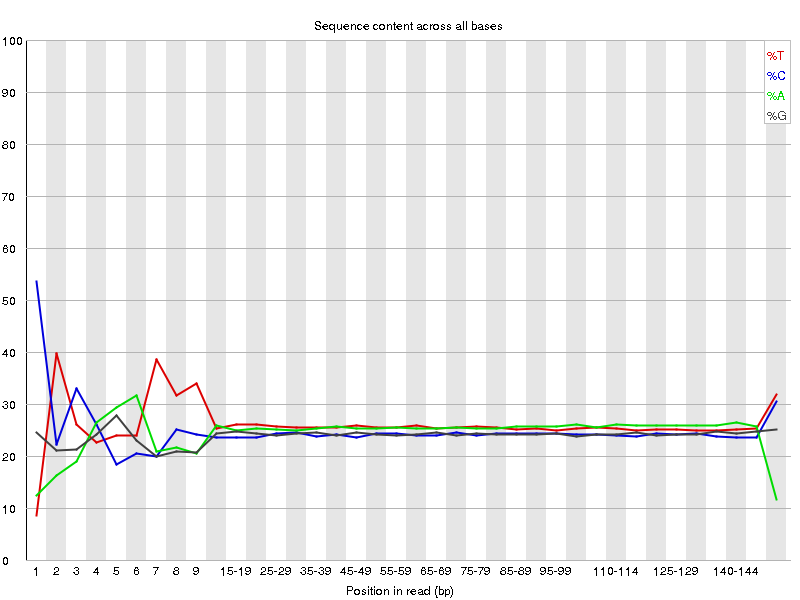 Sequence content across all bases
100
90
80
70
60
50
40
30
20
10
0
%T
%C
%A
%G
1 2 3 4 5 6 7 8 9 15-19 25-29 35-39 45-49 55-59 65-69 75-79 85-89 95-99 110-114 125-129 140-144
Position in read (bp)